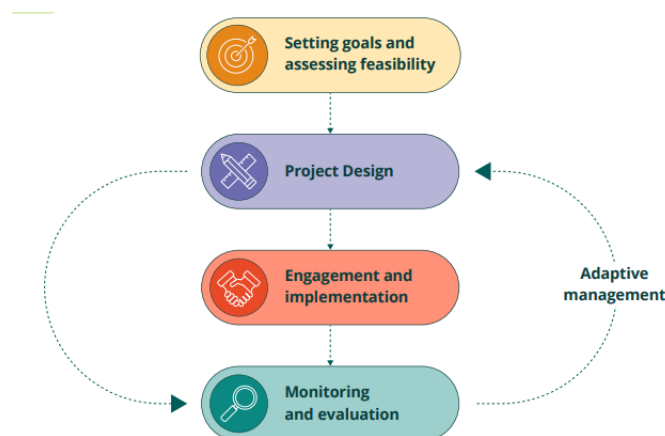 Setting goals and
assessing feasibility
Project Design
Engagement and
implementation
Adaptive
management
Monitoring
and evaluation